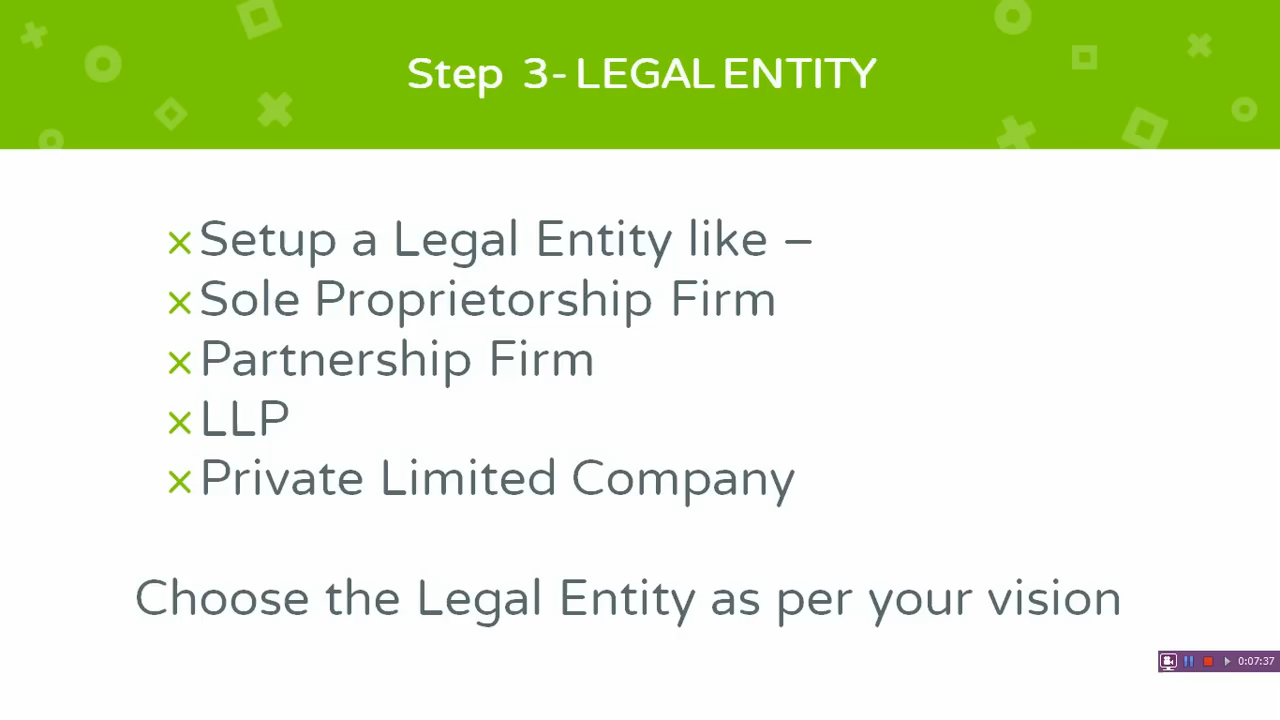 Step 3- LEGAL ENTITY
Setup a Legal Entity like –
Sole Proprietorship Firm
Partnership Firm
LLP
Private Limited Company
Choose the Legal Entity as per your vision
0:07:37